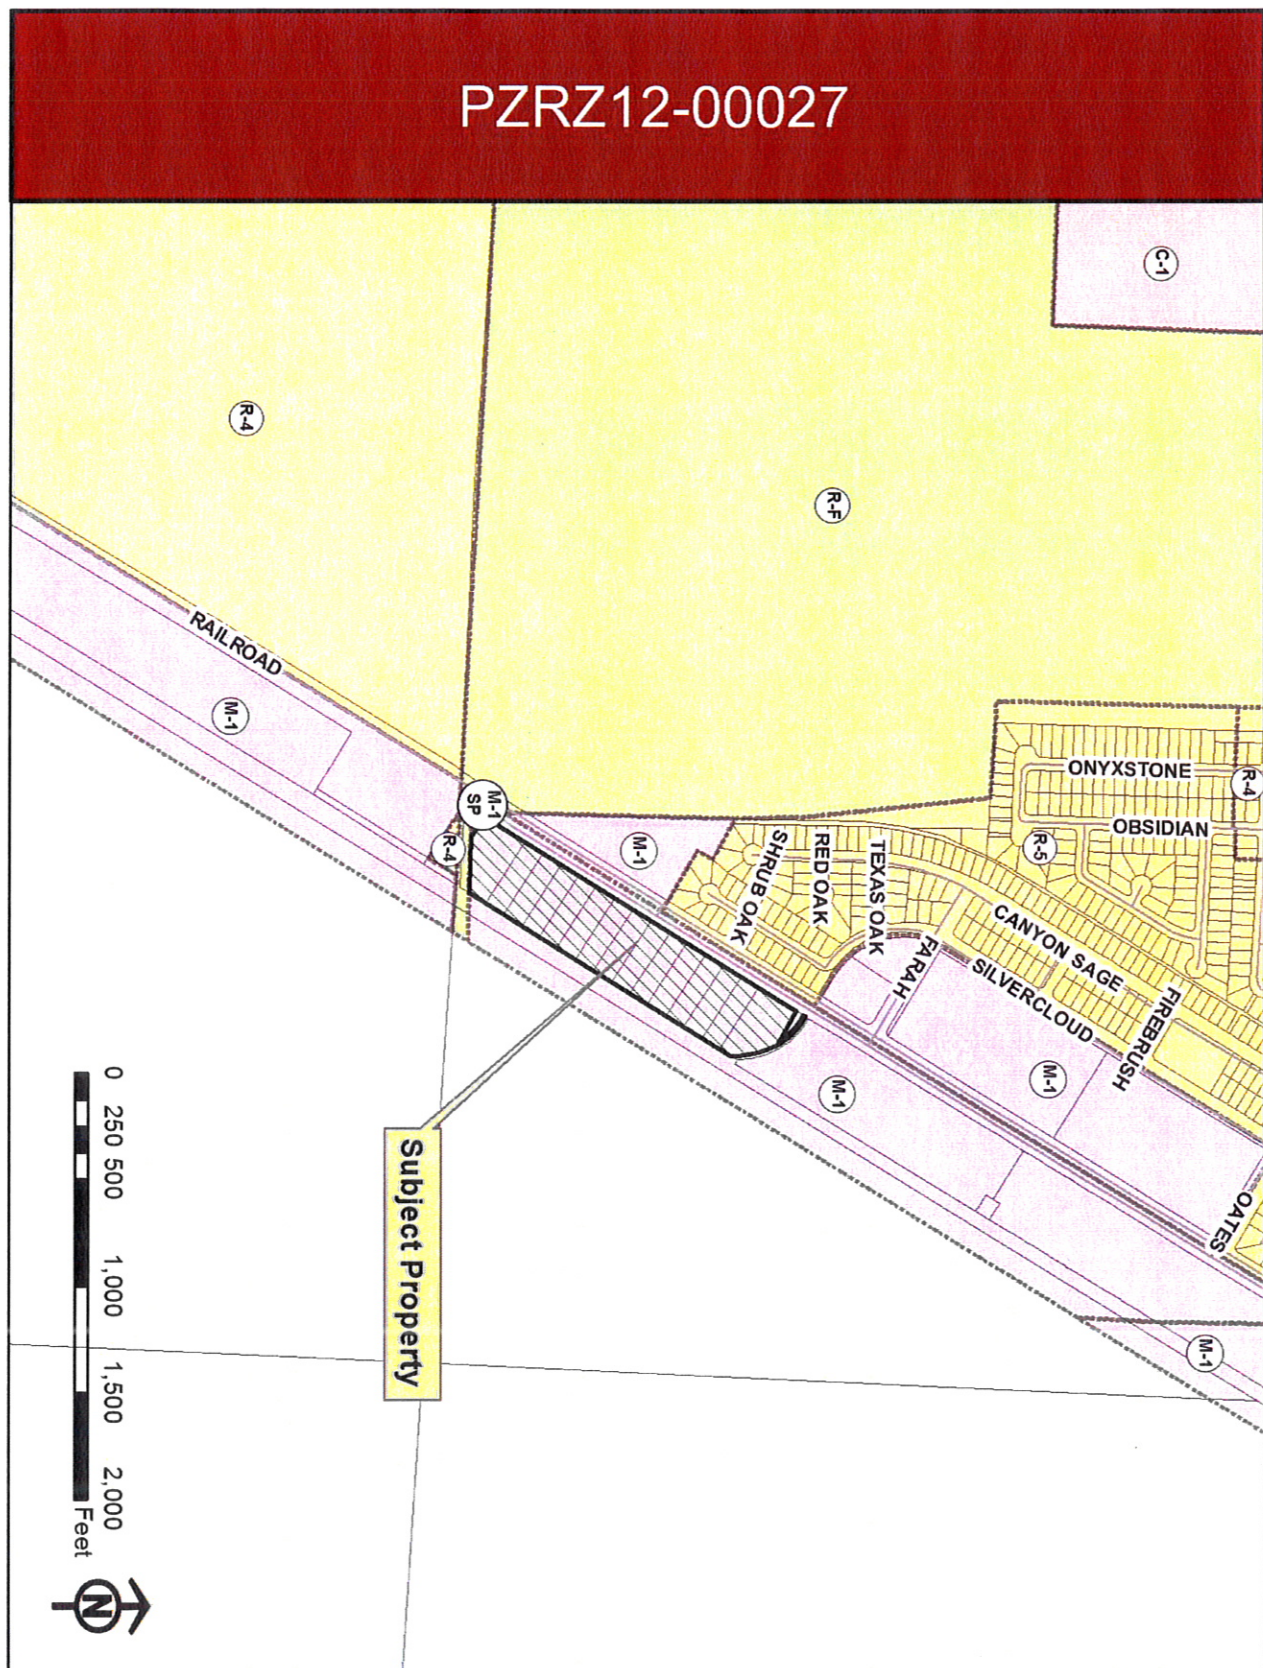 PZRZ12-00027
C-1
R-4
R-F
RAILROAD
M-1
ONYXSTONE
R-4
OBSIDIAN
R-5
M-1
SP
R-4
M-1
SHRUB OAK
RED OAK
TEXAS OAK
CANYON SAGE
FARAH
SILVERCLOUD
FIREBRUSH
M-1
M-1
OATES
M-1
Subject Property
0 250 500 1,000 1,500 2,000
Feet
N